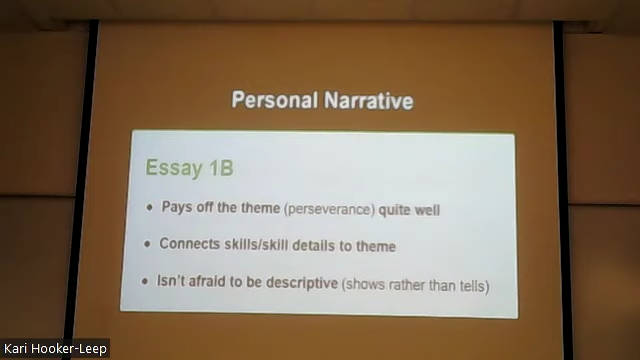 Personal Narrative
Essay 1B
• Pays off the theme (perseverance) quite well
• Connects skills/skill details to theme
• Isn't afraid to be descriptive (shows rather than tells)
Kari Hooker-Leep